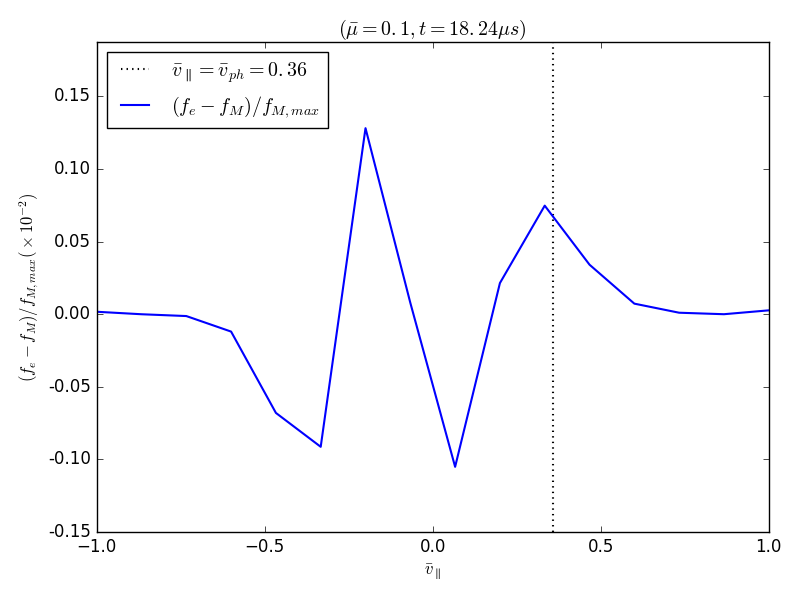 (μ̄ = 0.1, t = 18.24μs)
v̄∥ = v̄ph = 0.36
(fe − fM)/fM,max
(fe − fM)/fM,max(×10⁻²)
0.15
0.10
0.05
0.00
-0.05
-0.10
-0.15
−1.0 −0.5 0.0 0.5 1.0
v̄∥